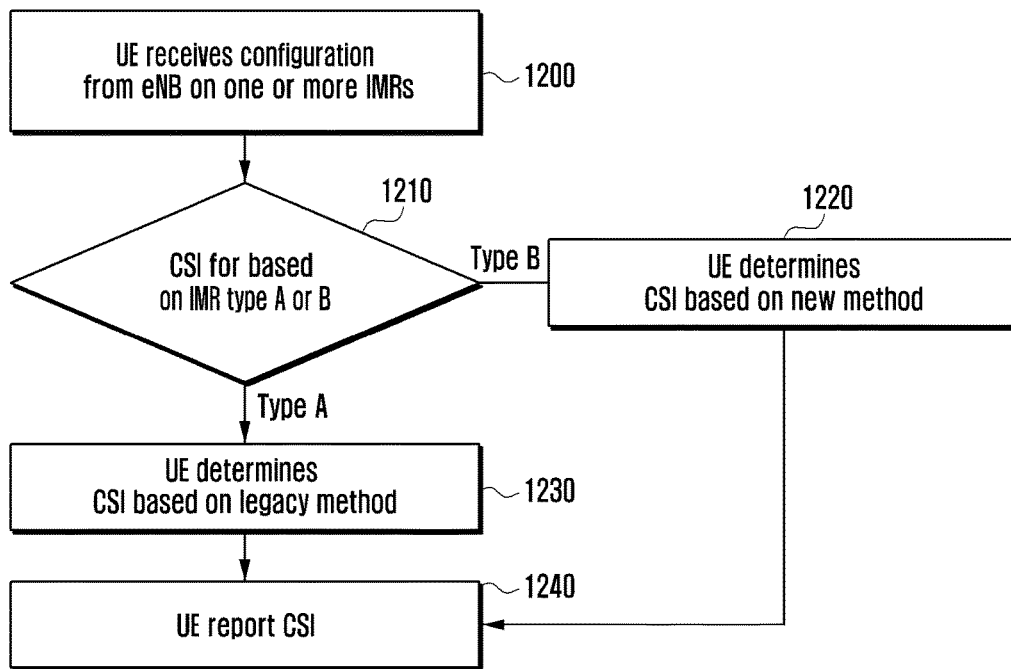 UE receives configuration
from eNB on one or more IMRs
1200
1210
CSI for based
on IMR type A or B
Type B
1220
UE determines
CSI based on new method
Type A
UE determines
CSI based on legacy method
1230
1240
UE report CSI